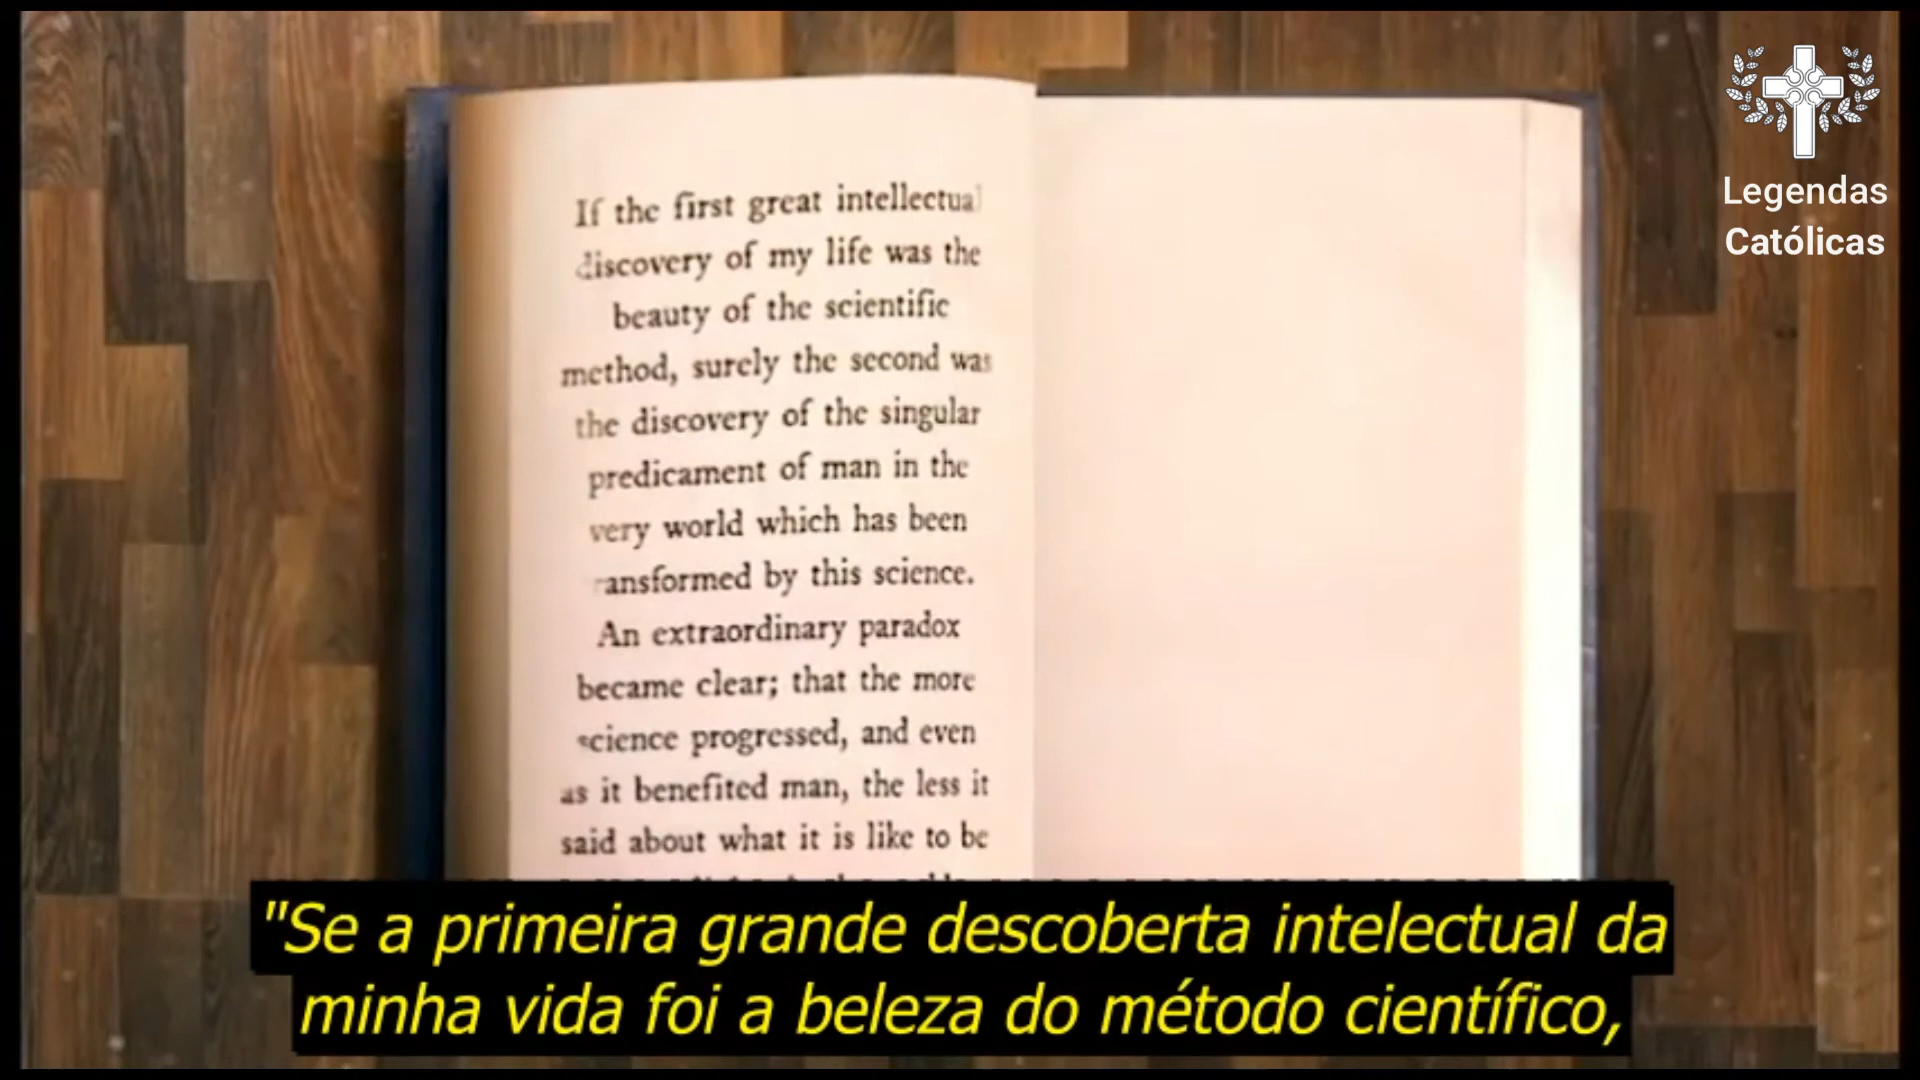 If the first great intellectual
discovery of my life was the
beauty of the scientific
method, surely the second was
the discovery of the singular
predicament of man in the
very world which has been
ransformed by this science.
An extraordinary paradox
became clear; that the more
science progressed, and even
as it benefited man, the less it
said about what it is like to be
Legendas
Católicas
"Se a primeira grande descoberta intelectual da
minha vida foi a beleza do método científico,